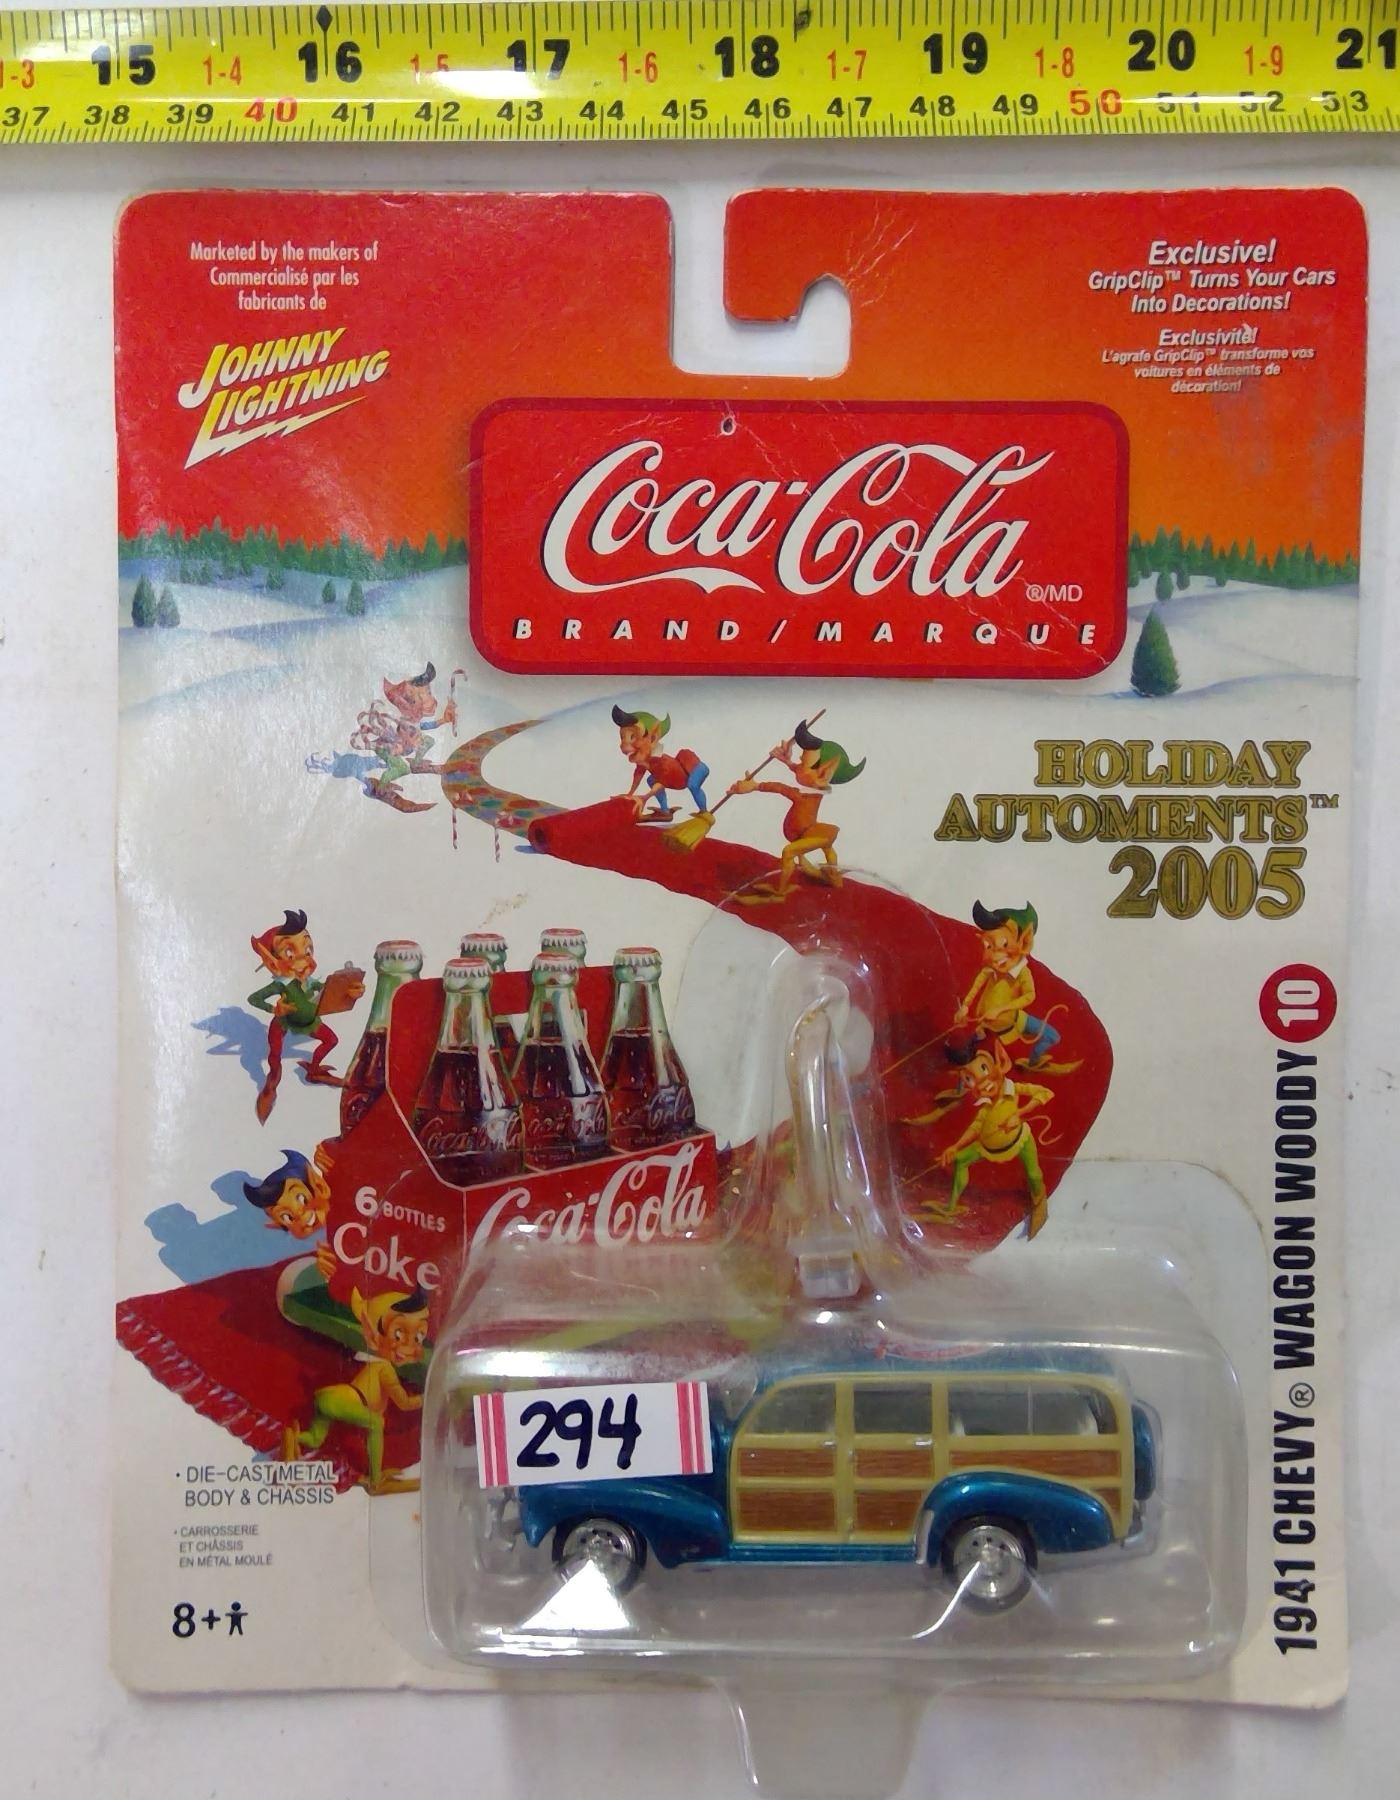 15 1-4 16 1-5 17 1-6 18 1-7 19 1-8 20 1-9 21
37 38 39 40 41 42 43 44 45 46 47 48 49 50 51 52 53
Marketed by the makers of
Commercialisé par les
fabricants de
JOHNNY
LIGHTNING
Exclusive!
GripClip™ Turns Your Cars
Into Decorations!
Exclusivité!
L'agrafe GripClip™ transforme vos
voitures en éléments de
décoration!
Coca-Cola
®/MD
BRAND/MARQUE
HOLIDAY
AUTOMENTS™
2005
Coca-Cola
6 BOTTLES
Coke
1941 CHEVY® WAGON WOODY 10
294
• DIE-CAST METAL
BODY & CHASSIS
• CARROSSERIE
ET CHÂSSIS
EN MÉTAL MOULÉ
8+